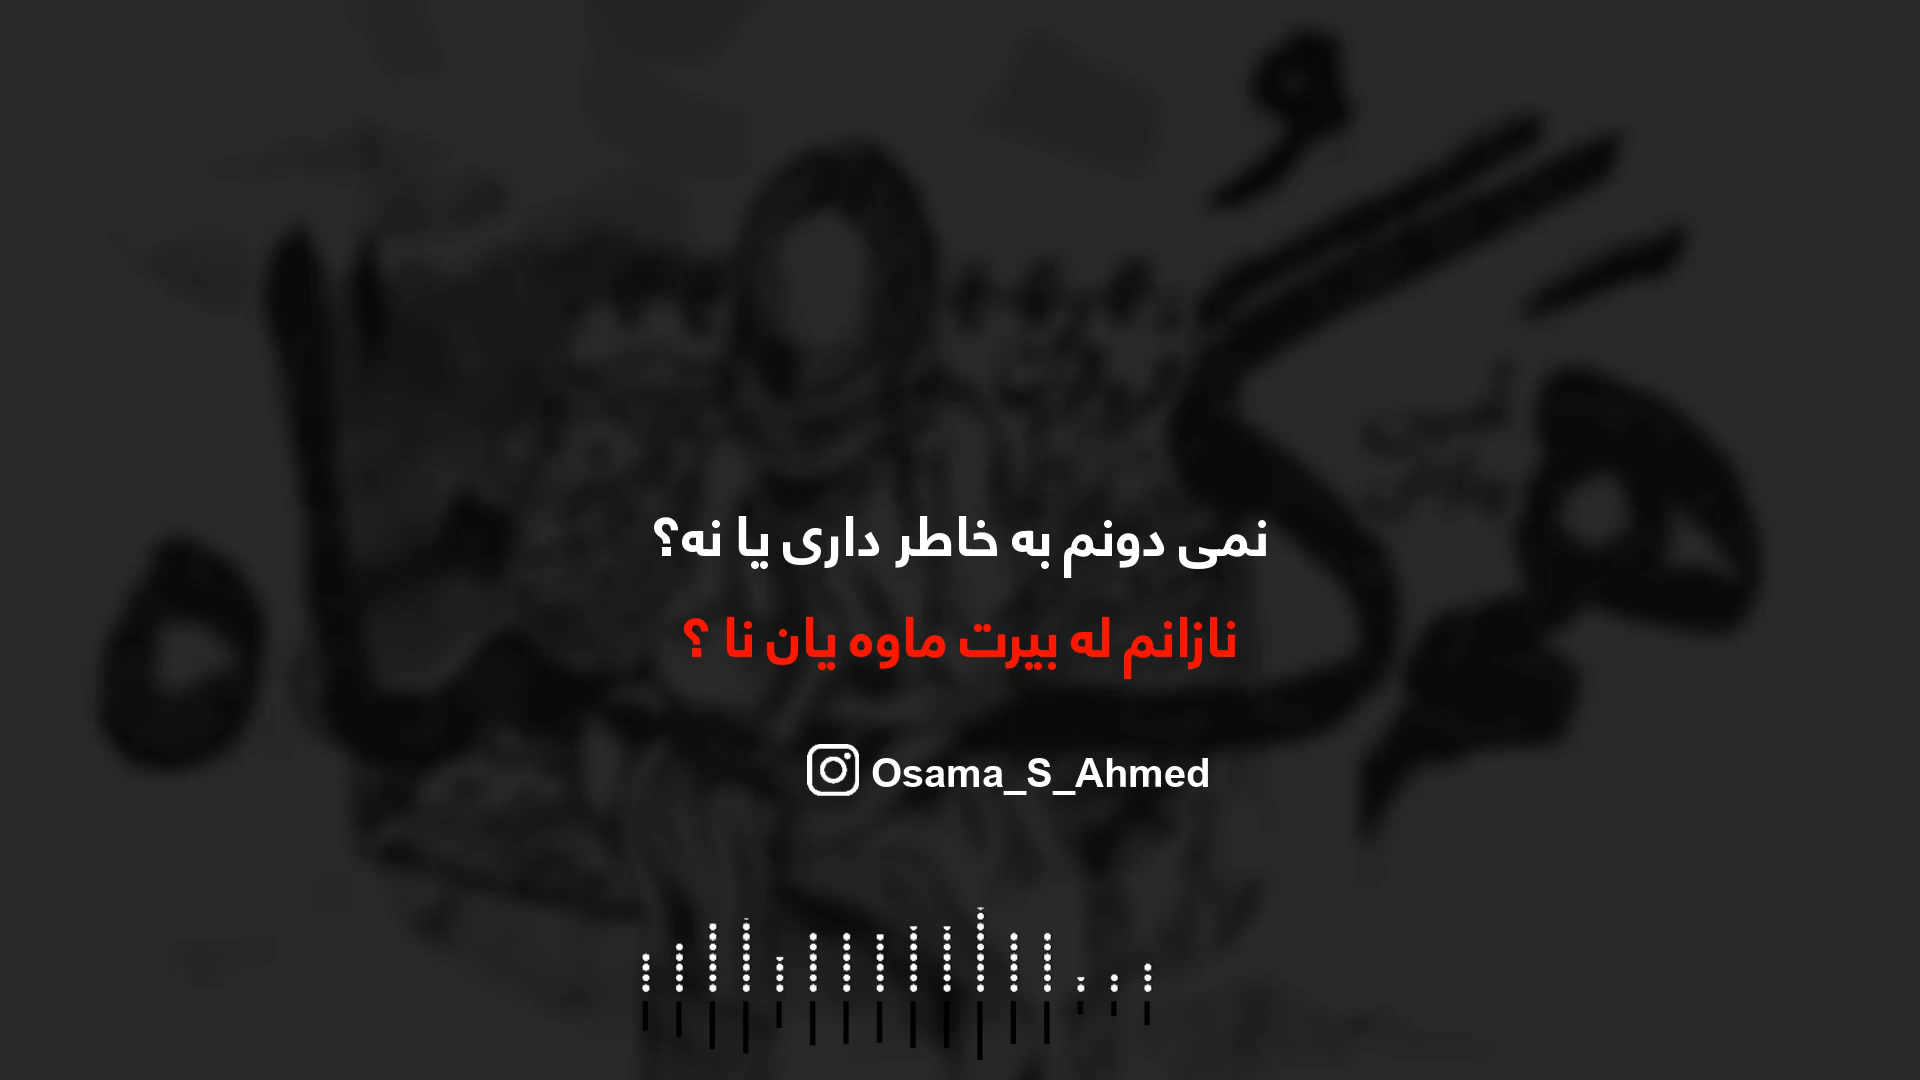 نمی دونم به خاطر داری یا نه؟
نازانم له بیرت ماوه یان نا ؟
Osama_S_Ahmed